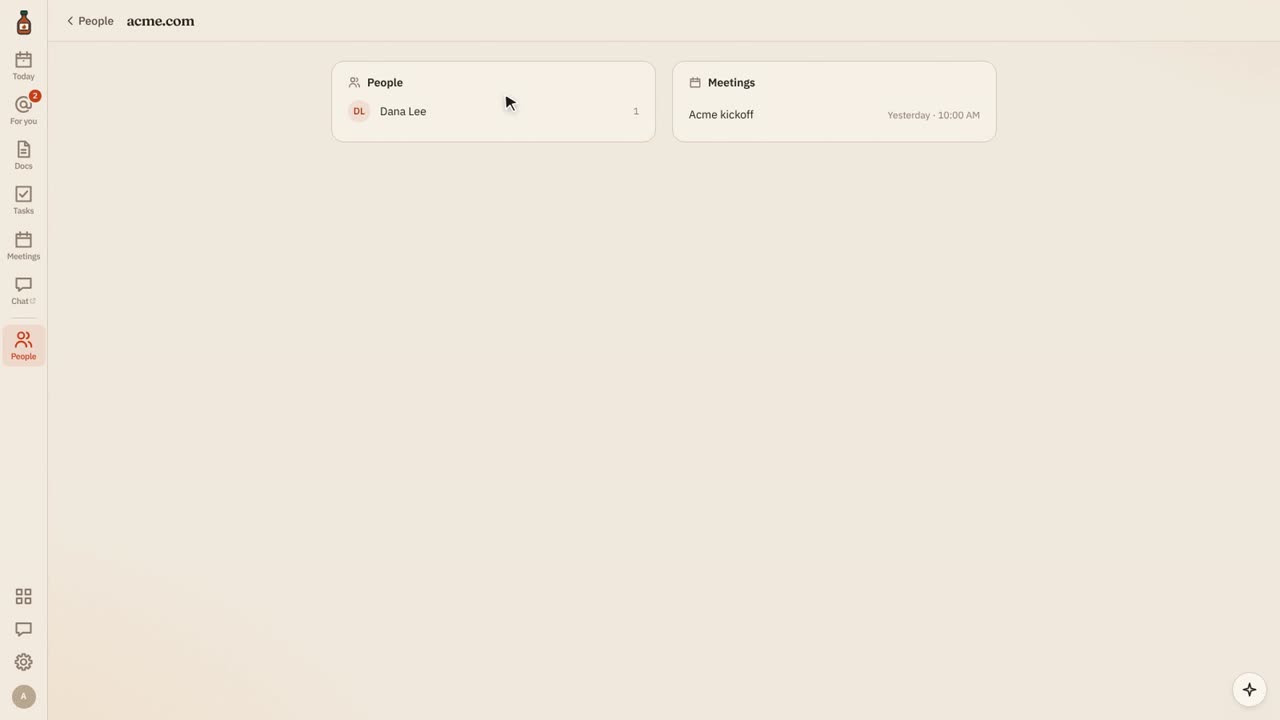 People
acme.com
Today
2
For you
Docs
Tasks
Meetings
Chat
People
A
People
DL
Dana Lee
1
Meetings
Acme kickoff
Yesterday · 10:00 AM